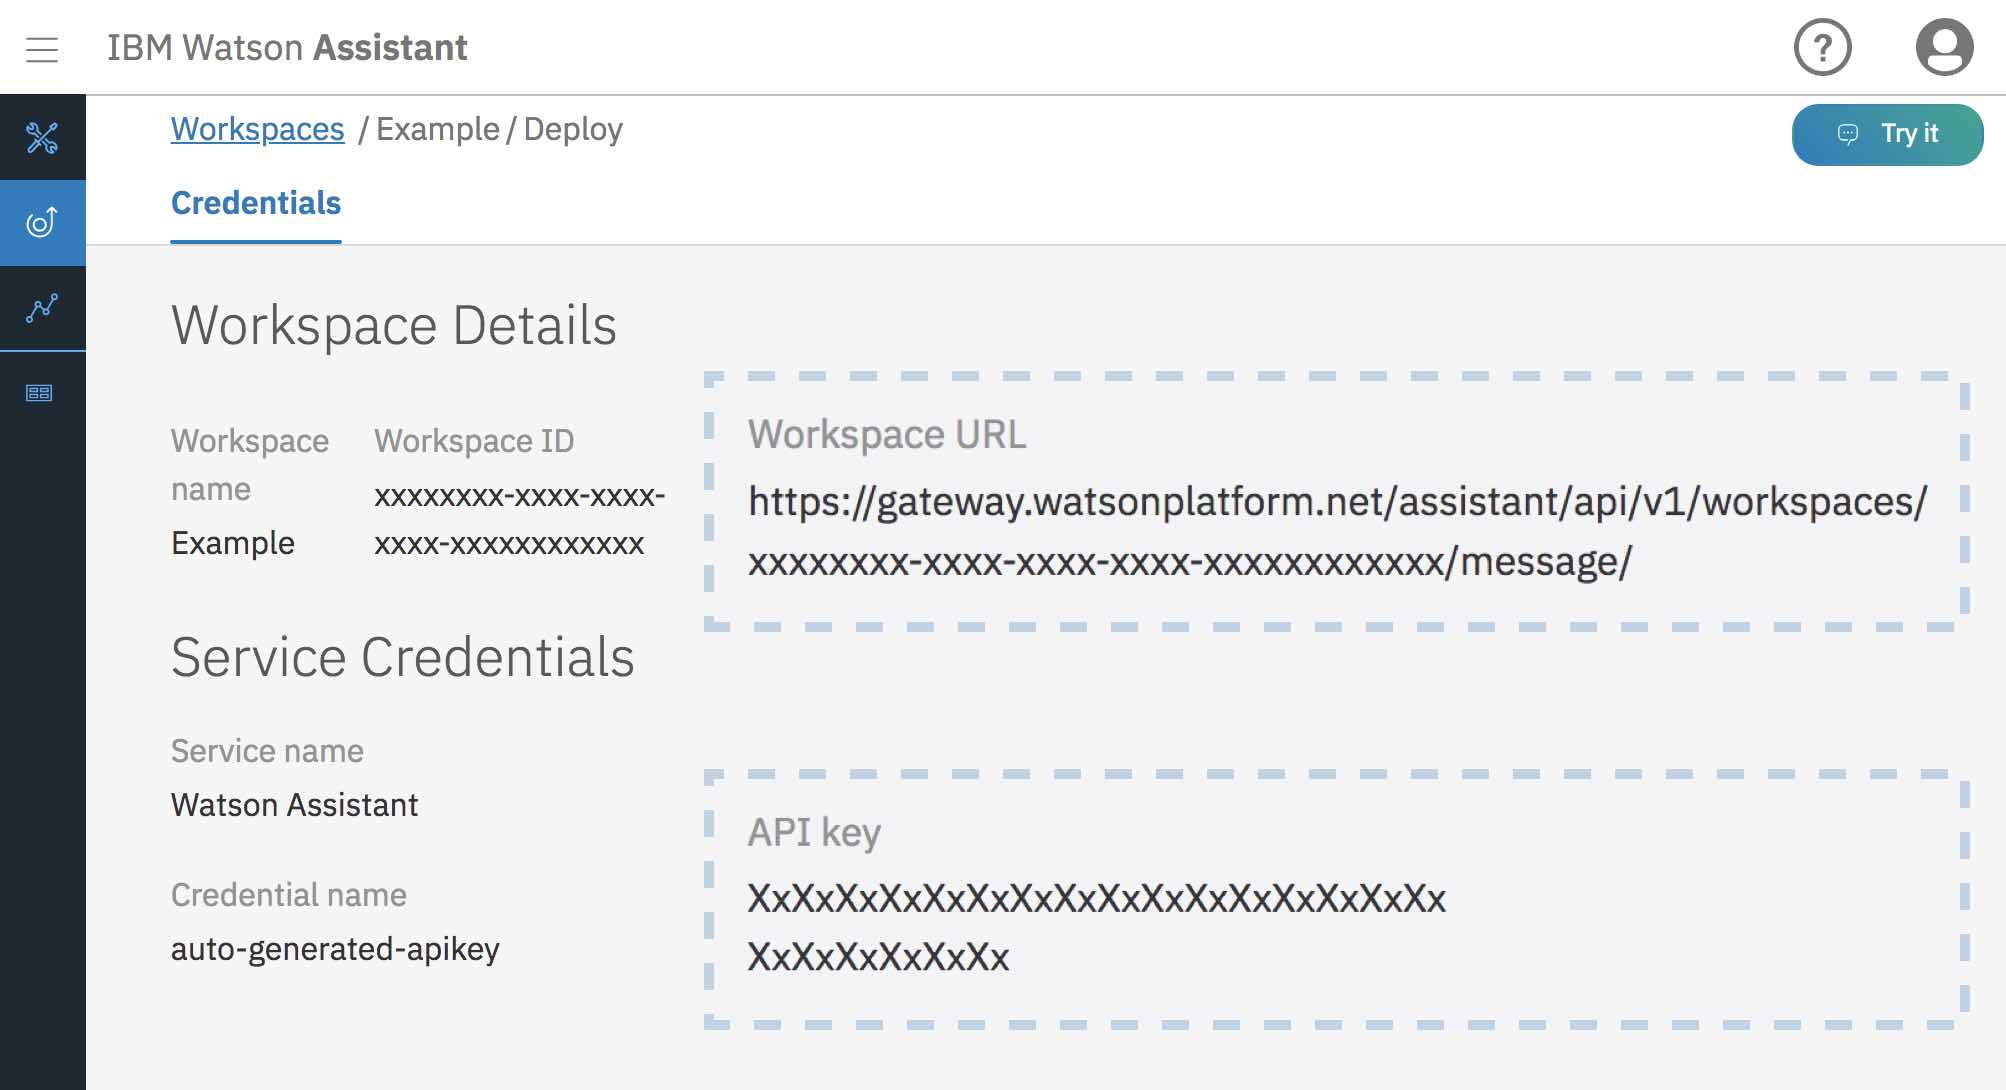 IBM Watson Assistant
?
Workspaces / Example / Deploy
Try it
Credentials
Workspace Details
Workspace
name
Example
Workspace ID
xxxxxxxx-xxxx-xxxx-
xxxx-xxxxxxxxxxxx
Workspace URL
https://gateway.watsonplatform.net/assistant/api/v1/workspaces/
xxxxxxxx-xxxx-xxxx-xxxx-xxxxxxxxxxxx/message/
Service Credentials
Service name
Watson Assistant
Credential name
auto-generated-apikey
API key
XxXxXxXxXxXxXxXxXxXxXxXxXxXxXxXx
XxXxXxXxXxXx